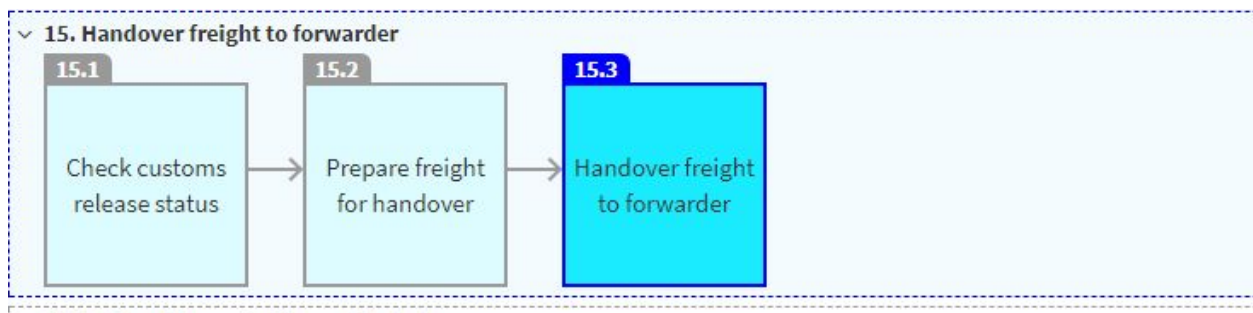 15. Handover freight to forwarder
15.1
Check customs
release status
15.2
Prepare freight
for handover
15.3
Handover freight
to forwarder